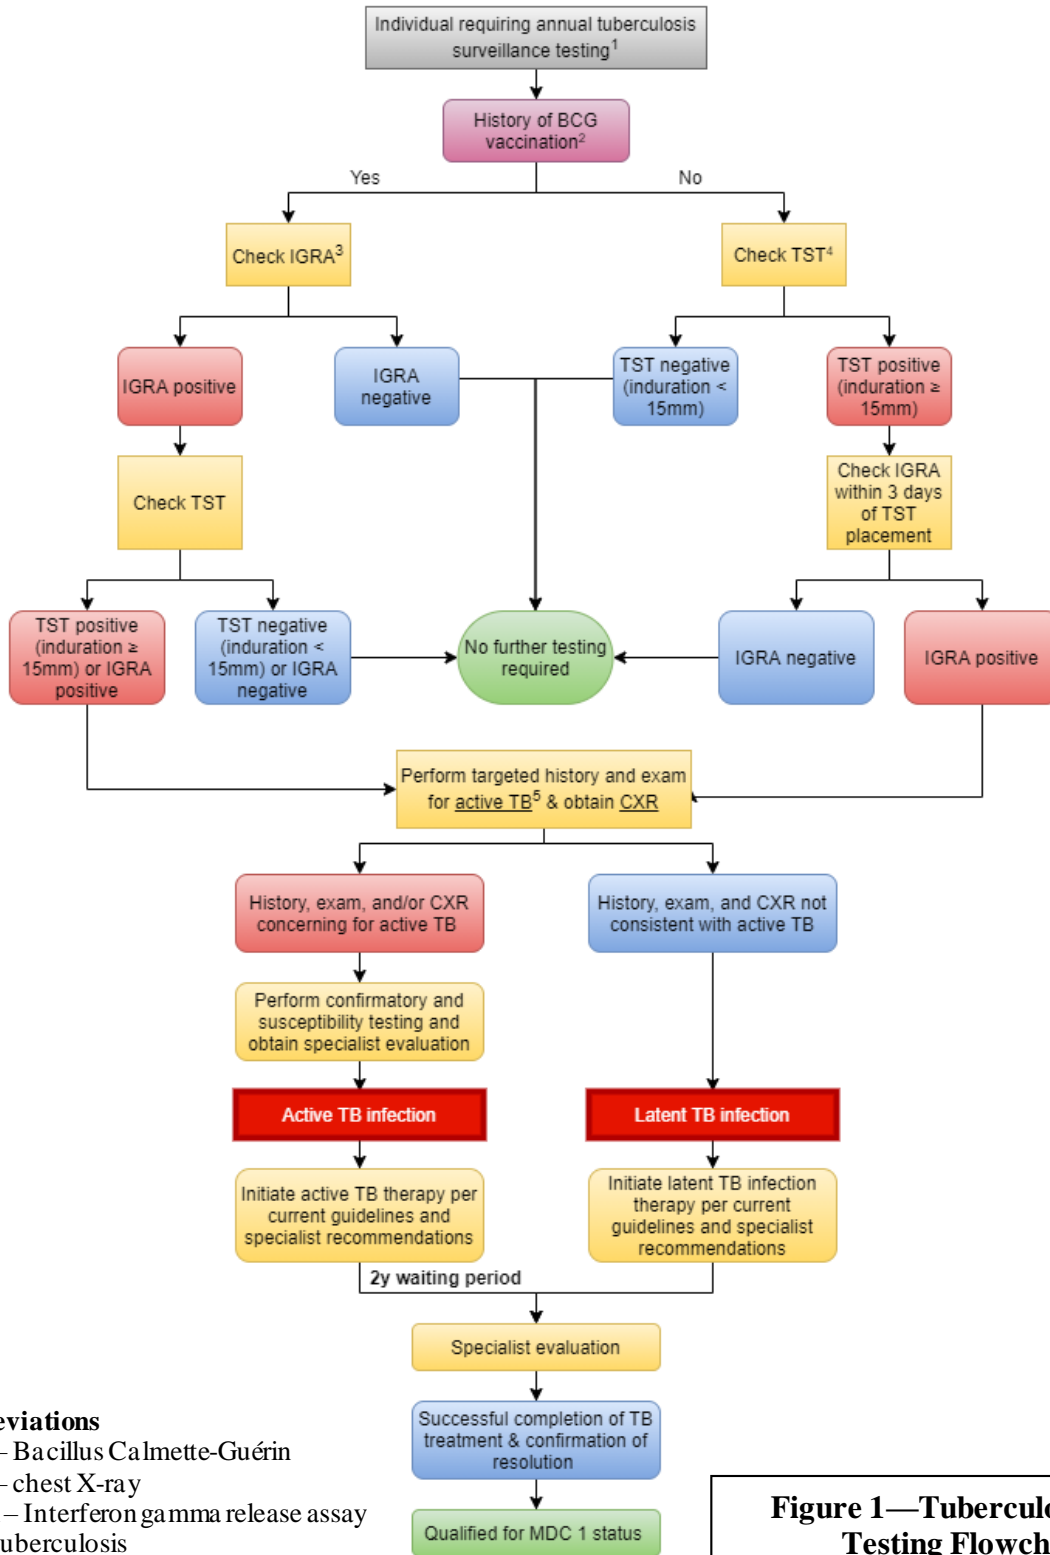 Individual requiring annual tuberculosis
surveillance testing1
History of BCG
vaccination2
Yes
No
Check IGRA3
Check TST4
IGRA positive
IGRA
negative
TST negative
(induration <
15mm)
TST positive
(induration ≥
15mm)
Check TST
Check IGRA
within 3 days
of TST
placement
TST positive
(induration ≥
15mm) or IGRA
positive
TST negative
(induration <
15mm) or IGRA
negative
No further testing
required
IGRA negative
IGRA positive
Perform targeted history and exam
for active TB5 & obtain CXR
History, exam, and/or CXR
concerning for active TB
History, exam, and CXR not
consistent with active TB
Perform confirmatory and
susceptibility testing and
obtain specialist evaluation
Active TB infection
Latent TB infection
Initiate active TB therapy per
current guidelines and
specialist recommendations
Initiate latent TB infection
therapy per current
guidelines and specialist
recommendations
2y waiting period
Specialist evaluation
Successful completion of TB
treatment & confirmation of
resolution
Qualified for MDC 1 status
eviations
– Bacillus Calmette-Guérin
– chest X-ray
– Interferon gamma release assay
uberculosis
Figure 1—Tuberculo
Testing Flowch